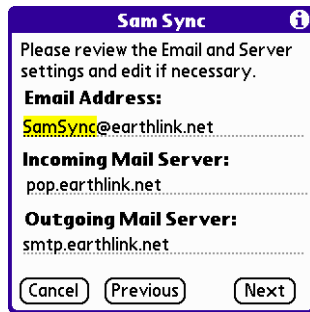 Sam Sync
Please review the Email and Server
settings and edit if necessary.
Email Address:
SamSync@earthlink.net
Incoming Mail Server:
pop.earthlink.net
Outgoing Mail Server:
smtp.earthlink.net
Cancel Previous Next